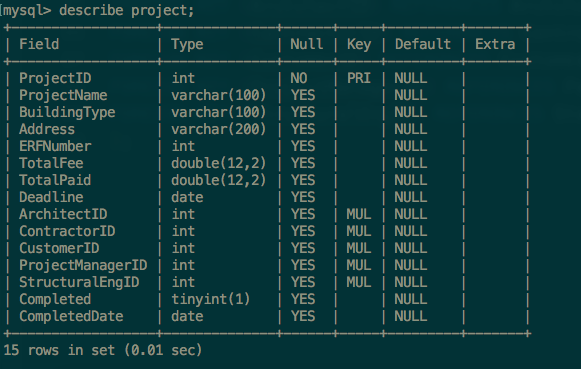 [mysql> describe project;
+------------------+--------------+------+-----+---------+-------+
| Field            | Type         | Null | Key | Default | Extra |
+------------------+--------------+------+-----+---------+-------+
| ProjectID        | int          | NO   | PRI | NULL    |       |
| ProjectName      | varchar(100) | YES  |     | NULL    |       |
| BuildingType     | varchar(100) | YES  |     | NULL    |       |
| Address          | varchar(200) | YES  |     | NULL    |       |
| ERFNumber        | int          | YES  |     | NULL    |       |
| TotalFee         | double(12,2) | YES  |     | NULL    |       |
| TotalPaid        | double(12,2) | YES  |     | NULL    |       |
| Deadline         | date         | YES  |     | NULL    |       |
| ArchitectID      | int          | YES  | MUL | NULL    |       |
| ContractorID     | int          | YES  | MUL | NULL    |       |
| CustomerID       | int          | YES  | MUL | NULL    |       |
| ProjectManagerID | int          | YES  | MUL | NULL    |       |
| StructuralEngID  | int          | YES  | MUL | NULL    |       |
| Completed        | tinyint(1)   | YES  |     | NULL    |       |
| CompletedDate    | date         | YES  |     | NULL    |       |
+------------------+--------------+------+-----+---------+-------+
15 rows in set (0.01 sec)